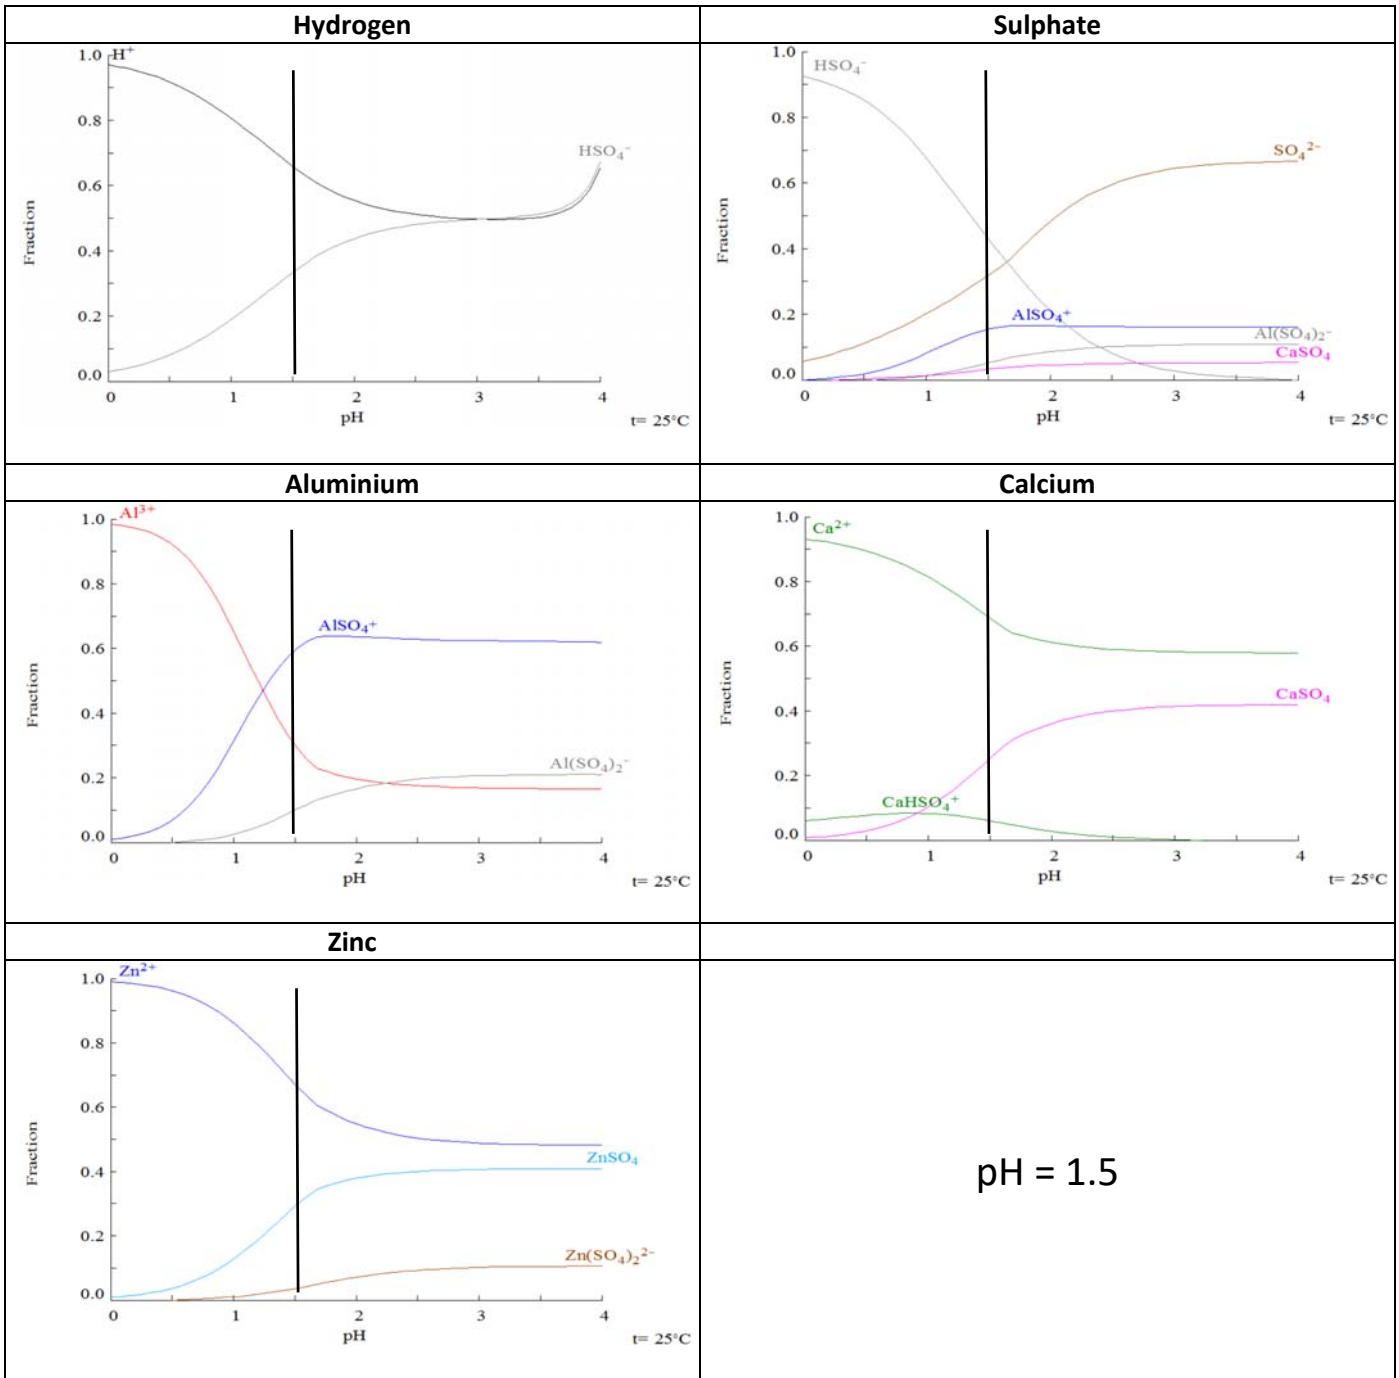 Hydrogen
1.0
H⁺
0.8
0.6
0.4
0.2
0.0
Fraction
HSO₄⁻
0 1 2 3 4
pH
t= 25°C
Sulphate
1.0
HSO₄⁻
0.8
0.6
0.4
0.2
0.0
Fraction
SO₄²⁻
AlSO₄⁺
Al(SO₄)₂⁻
CaSO₄
0 1 2 3 4
pH
t= 25°C
Aluminium
Al³⁺
1.0
0.8
0.6
0.4
0.2
0.0
Fraction
AlSO₄⁺
Al(SO₄)₂⁻
0 1 2 3 4
pH
t= 25°C
Calcium
1.0
Ca²⁺
0.8
0.6
0.4
0.2
0.0
Fraction
CaSO₄
CaHSO₄⁺
0 1 2 3 4
pH
t= 25°C
Zinc
Zn²⁺
1.0
0.8
0.6
0.4
0.2
0.0
Fraction
ZnSO₄
Zn(SO₄)₂²⁻
0 1 2 3 4
pH
t= 25°C
pH = 1.5